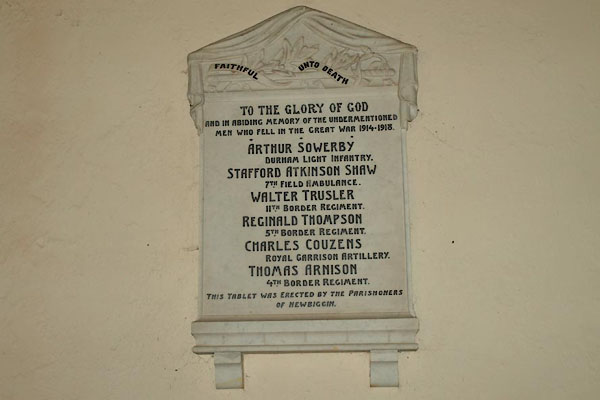 FAITHFUL UNTO DEATH
TO THE GLORY OF GOD
AND IN ABIDING MEMORY OF THE UNDERMENTIONED
MEN WHO FELL IN THE GREAT WAR 1914-1918.
ARTHUR SOWERBY
DURHAM LIGHT INFANTRY.
STAFFORD ATKINSON SHAW
7TH FIELD AMBULANCE.
WALTER TRUSLER
11TH BORDER REGIMENT.
REGINALD THOMPSON
5TH BORDER REGIMENT.
CHARLES COUZENS
ROYAL GARRISON ARTILLERY.
THOMAS ARNISON
4TH BORDER REGIMENT.
THIS TABLET WAS ERECTED BY THE PARISHONERS
OF NEWBIGGIN.